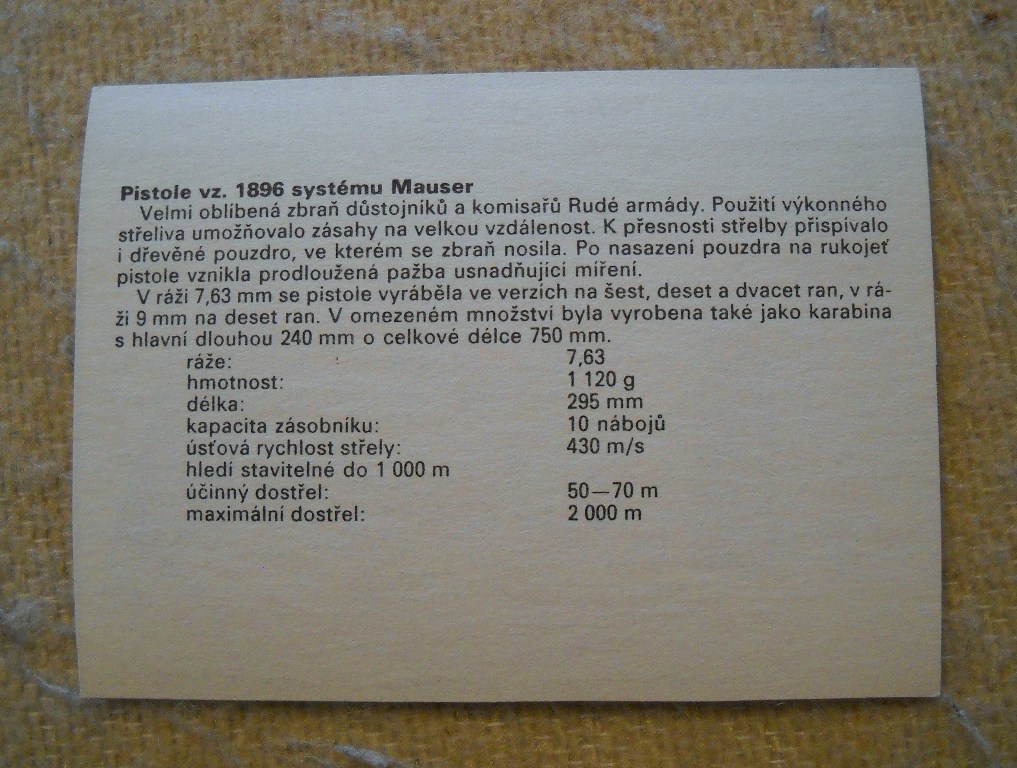 Pistole vz. 1896 systému Mauser
Velmi oblíbená zbraň důstojníků a komisařů Rudé armády. Použití výkonného
střeliva umožňovalo zásahy na velkou vzdálenost. K přesnosti střelby přispívalo
i dřevěné pouzdro, ve kterém se zbraň nosila. Po nasazení pouzdra na rukojeť
pistole vznikla prodloužená pažba usnadňující míření.
V ráži 7,63 mm se pistole vyráběla ve verzích na šest, deset a dvacet ran, v rá-
ži 9 mm na deset ran. V omezeném množství byla vyrobena také jako karabina
s hlavní dlouhou 240 mm o celkové délce 750 mm.
ráže: 7,63
hmotnost: 1 120 g
délka: 295 mm
kapacita zásobníku: 10 nábojů
úsťová rychlost střely: 430 m/s
hledí stavitelné do 1 000 m
účinný dostřel: 50—70 m
maximální dostřel: 2 000 m